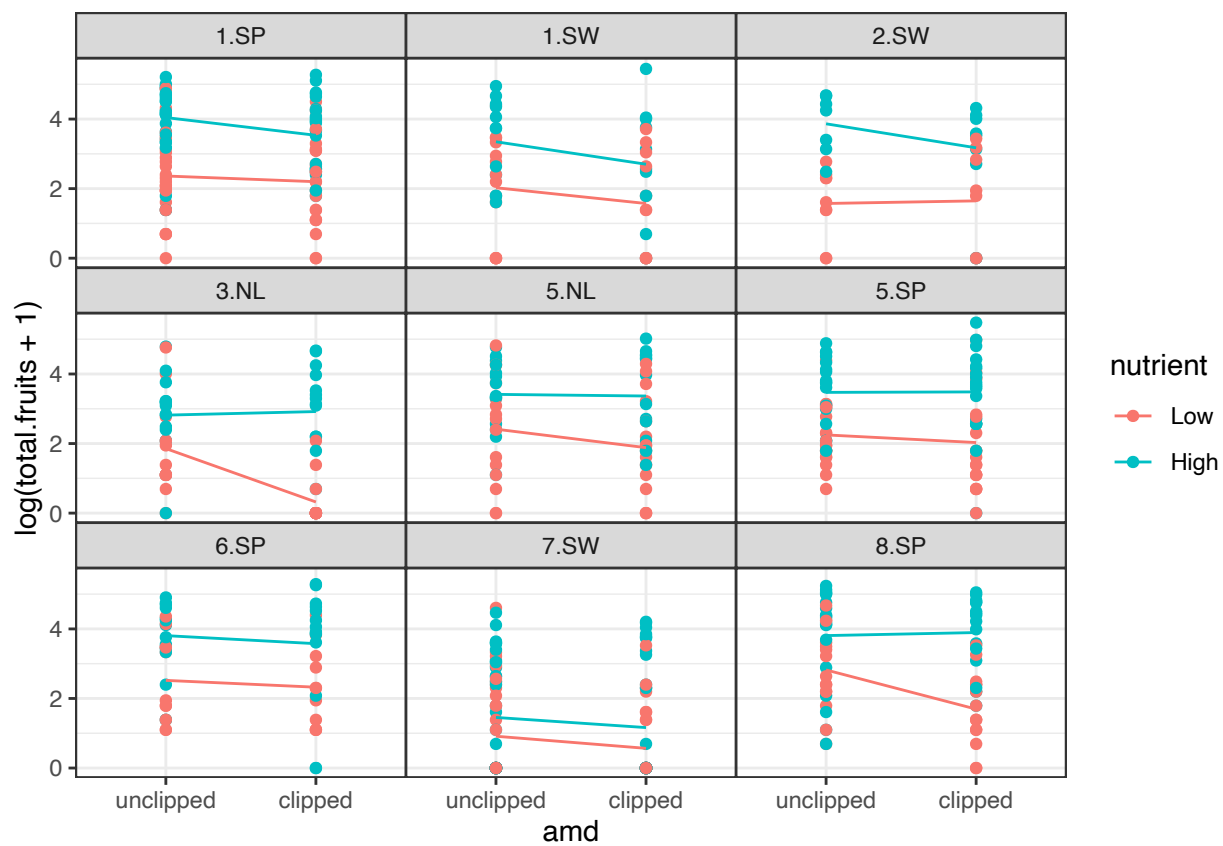 1.SP 1.SW 2.SW
4
2
0
3.NL 5.NL 5.SP
4
2
0
6.SP 7.SW 8.SP
4
2
0
unclipped clipped unclipped clipped unclipped clipped
amd
log(total.fruits + 1)
nutrient
Low
High